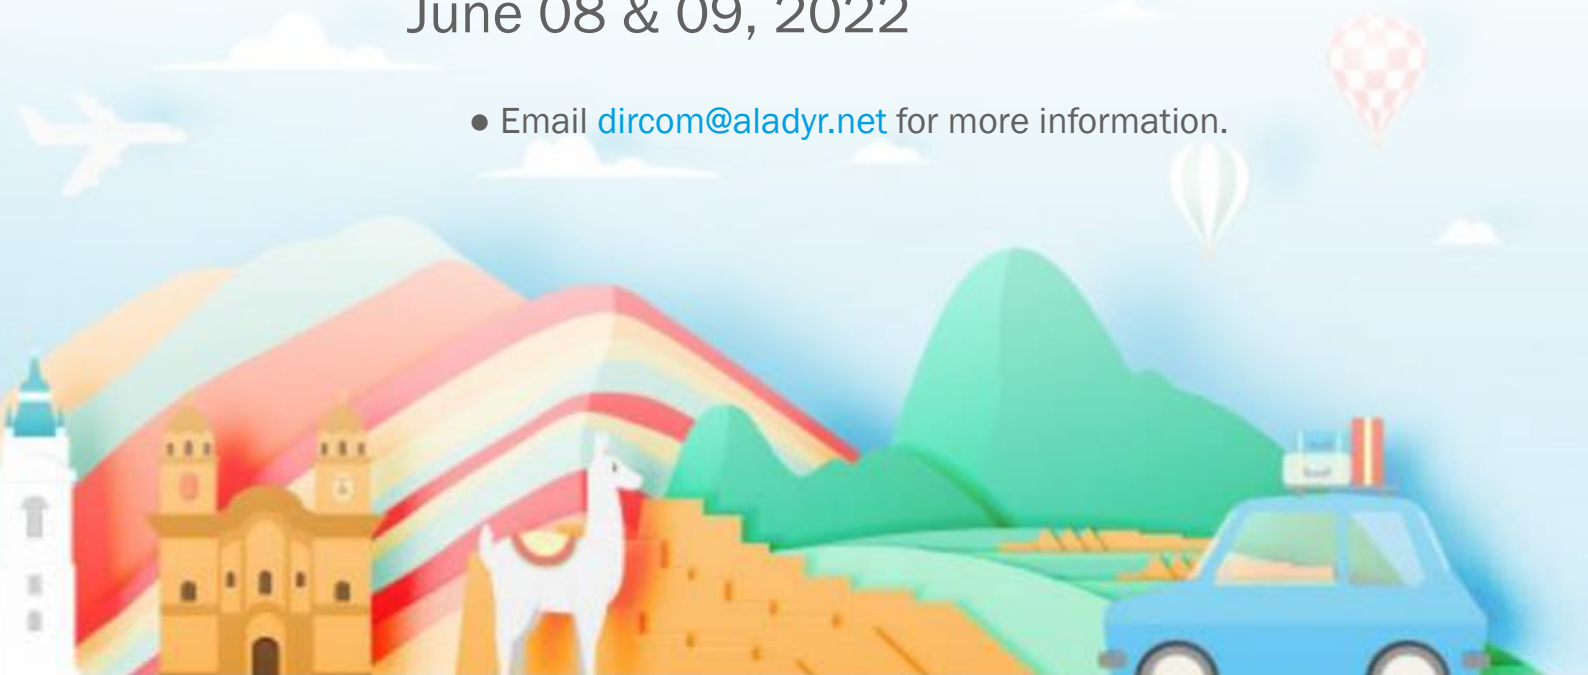 June 08 & 09, 2022
● Email dircom@aladyr.net for more information.